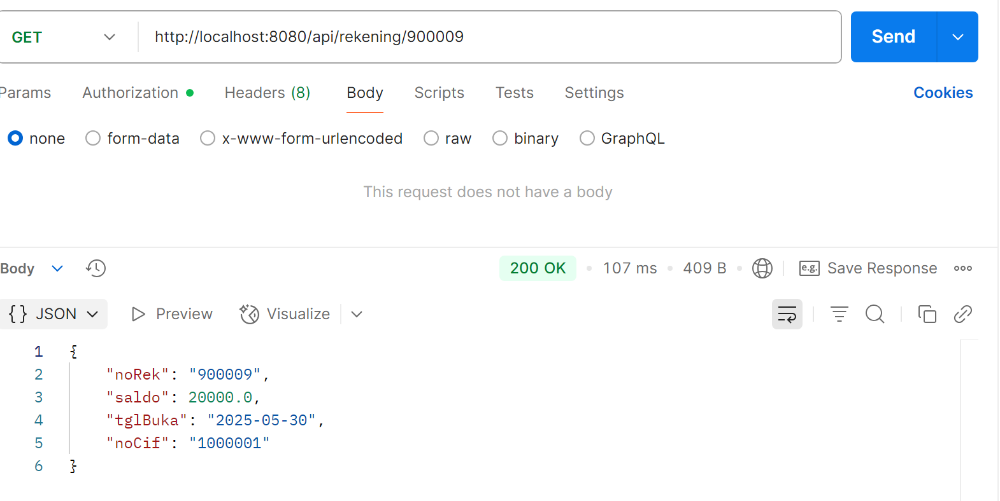 GET http://localhost:8080/api/rekening/900009 Send
Params Authorization Headers (8) Body Scripts Tests Settings Cookies
none form-data x-www-form-urlencoded raw binary GraphQL
This request does not have a body
Body 200 OK 107 ms 409 B e.g. Save Response
{ } JSON Preview Visualize
1 {
2 "noRek": "900009",
3 "saldo": 20000.0,
4 "tglBuka": "2025-05-30",
5 "noCif": "1000001"
6 }